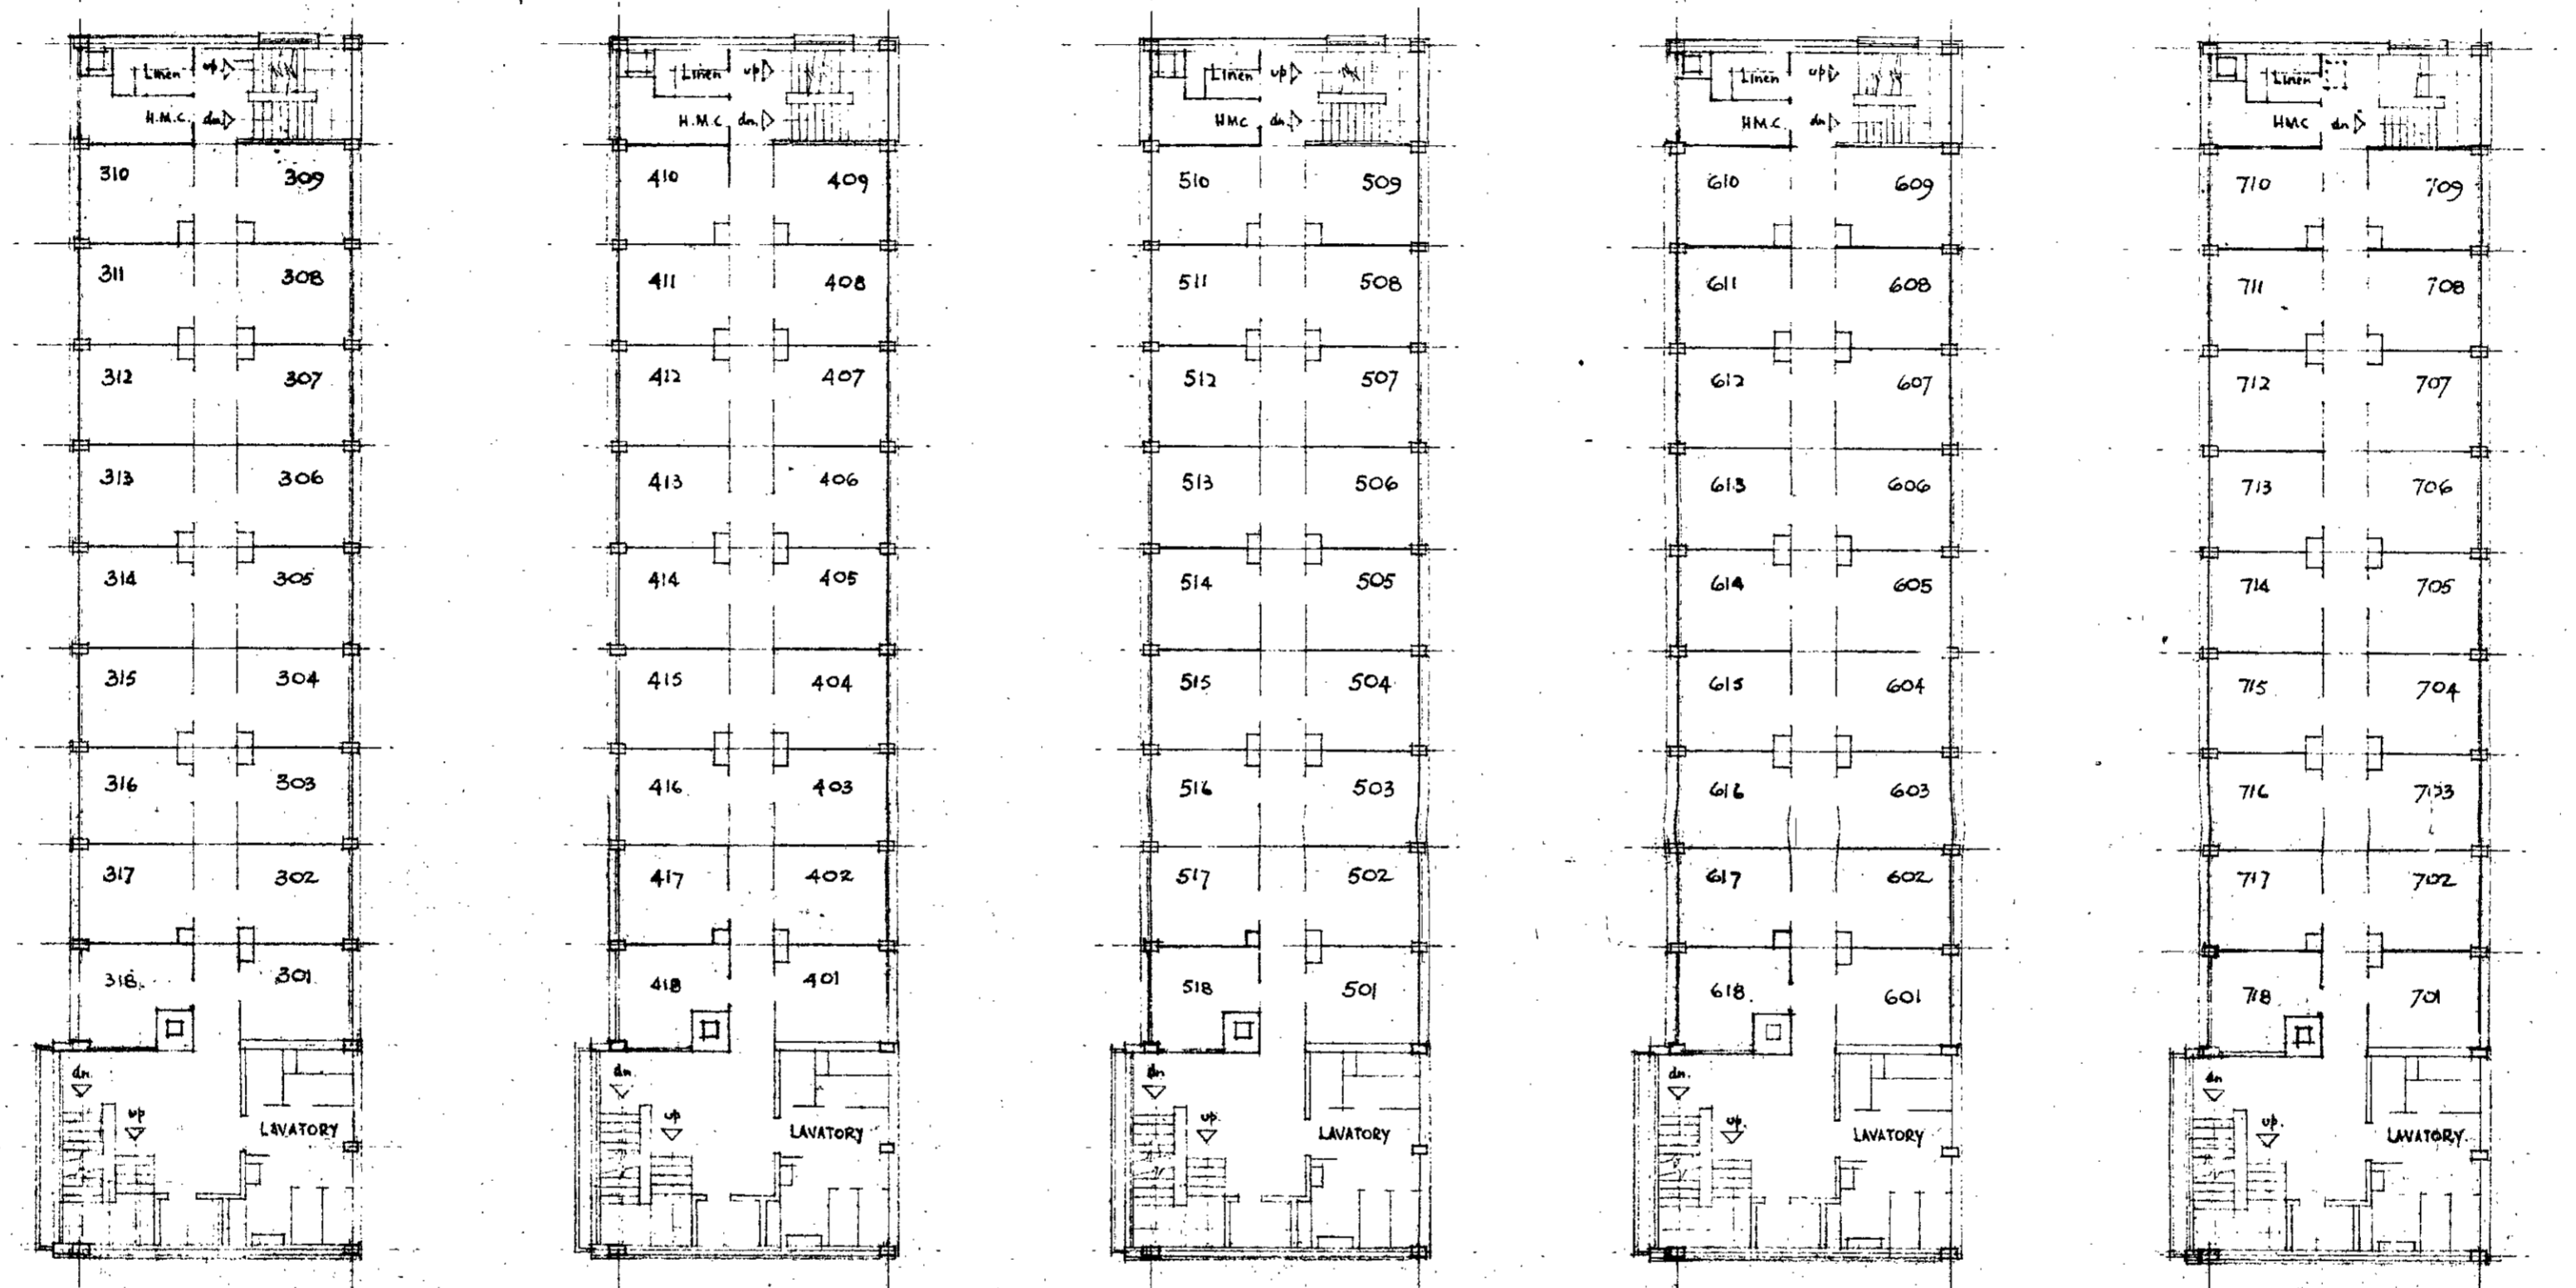 Linen up
H.M.C. dn.
310 309
311 308
312 307
313 306
314 305
315 304
316 303
317 302
318 301
dn.
up
LAVATORY
Linen up
H.M.C dn.
410 409
411 408
412 407
413 406
414 405
415 404
416 403
417 402
418 401
dn.
up
LAVATORY
Linen up
HMC dn.
510 509
511 508
512 507
513 506
514 505
515 504
516 503
517 502
518 501
dn
up.
LAVATORY
Linen up
HMC dn.
610 609
611 608
612 607
613 606
614 605
615 604
616 603
617 602
618 601
dn.
up.
LAVATORY
Linen
HMC dn
710 709
711 708
712 707
713 706
714 705
715 704
716 703
717 702
718 701
dn
up.
LAVATORY.